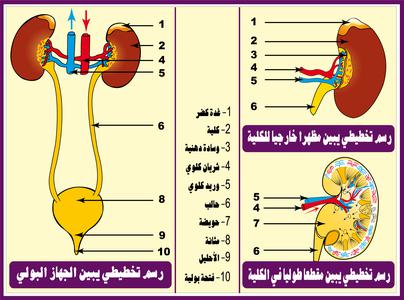 1
2
3
4
5
6
رسم تخطيطي يبين مظهرا خارجيا للكلية
5
4
7
6
رسم تخطيطي يبين مقطعا طوليا في الكلية
1- غدة كضر
2- كلية
3- وسادة دهنية
4- شريان كلوي
5- وريد كلوي
6- حالب
7- حويضة
8- مثانة
9- الأحليل
10- فتحة بولية
1
2
4
5
6
8
9
10
رسم تخطيطي يبين الجهاز البولي